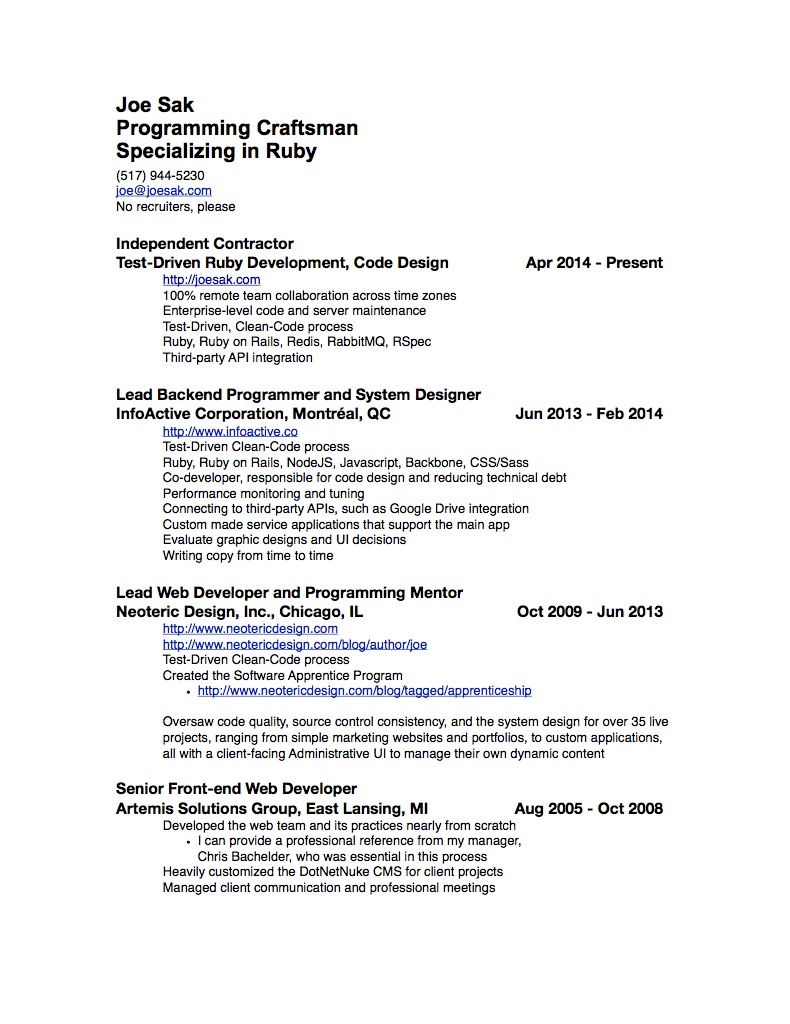 Joe Sak
Programming Craftsman
Specializing in Ruby
(517) 944-5230
joe@joesak.com
No recruiters, please
Independent Contractor
Test-Driven Ruby Development, Code Design Apr 2014 - Present
http://joesak.com
100% remote team collaboration across time zones
Enterprise-level code and server maintenance
Test-Driven, Clean-Code process
Ruby, Ruby on Rails, Redis, RabbitMQ, RSpec
Third-party API integration
Lead Backend Programmer and System Designer
InfoActive Corporation, Montréal, QC Jun 2013 - Feb 2014
http://www.infoactive.co
Test-Driven Clean-Code process
Ruby, Ruby on Rails, NodeJS, Javascript, Backbone, CSS/Sass
Co-developer, responsible for code design and reducing technical debt
Performance monitoring and tuning
Connecting to third-party APIs, such as Google Drive integration
Custom made service applications that support the main app
Evaluate graphic designs and UI decisions
Writing copy from time to time
Lead Web Developer and Programming Mentor
Neoteric Design, Inc., Chicago, IL Oct 2009 - Jun 2013
http://www.neotericdesign.com
http://www.neotericdesign.com/blog/author/joe
Test-Driven Clean-Code process
Created the Software Apprentice Program
• http://www.neotericdesign.com/blog/tagged/apprenticeship
Oversaw code quality, source control consistency, and the system design for over 35 live
projects, ranging from simple marketing websites and portfolios, to custom applications,
all with a client-facing Administrative UI to manage their own dynamic content
Senior Front-end Web Developer
Artemis Solutions Group, East Lansing, MI Aug 2005 - Oct 2008
Developed the web team and its practices nearly from scratch
• I can provide a professional reference from my manager,
Chris Bachelder, who was essential in this process
Heavily customized the DotNetNuke CMS for client projects
Managed client communication and professional meetings